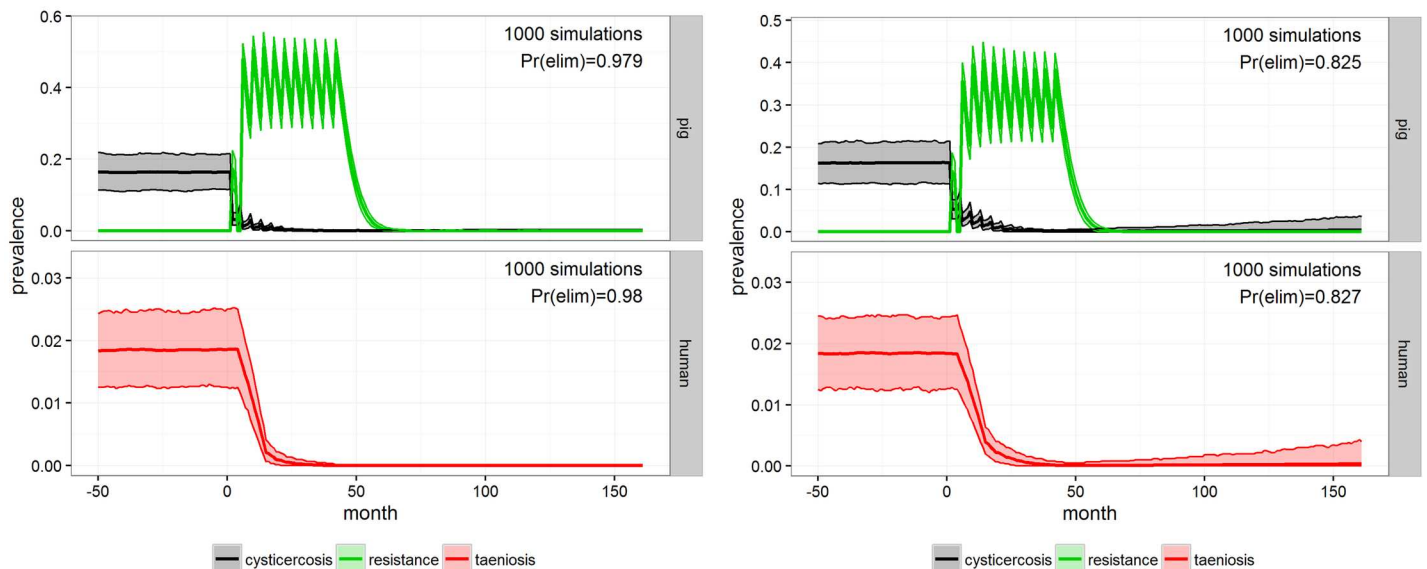 0.6
1000 simulations
Pr(elim)=0.979
0.4
0.2
0.0
pig
prevalence
0.03
1000 simulations
Pr(elim)=0.98
0.02
0.01
0.00
human
-50
0
50
100
150
month
cysticercosis
resistance
taeniosis
0.5
1000 simulations
Pr(elim)=0.825
0.4
0.3
0.2
0.1
0.0
pig
prevalence
0.03
1000 simulations
Pr(elim)=0.827
0.02
0.01
0.00
human
-50
0
50
100
150
month
cysticercosis
resistance
taeniosis